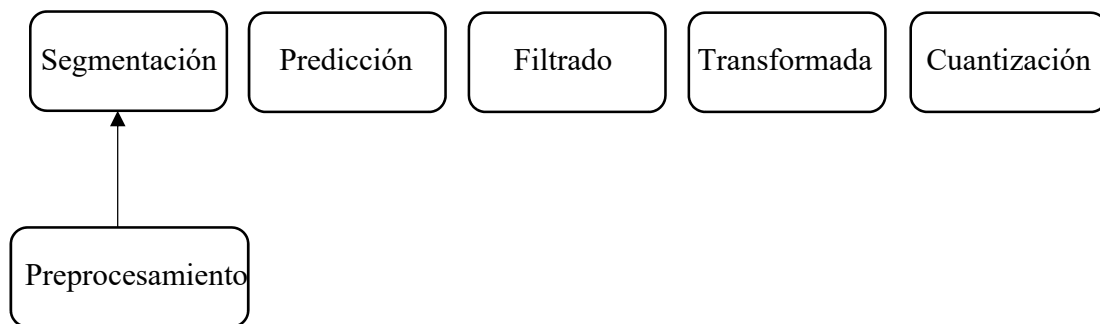 Segmentación
Predicción
Filtrado
Transformada
Cuantización
Preprocesamiento